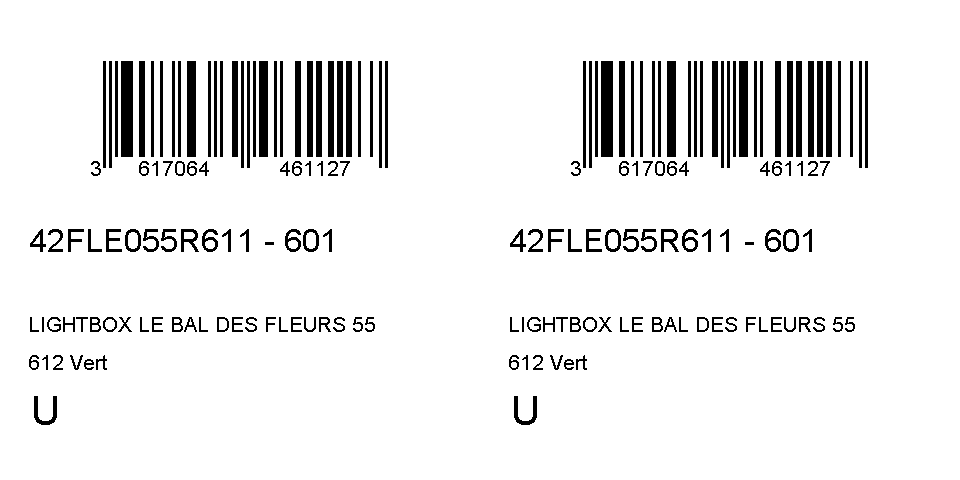 3 617064 461127
42FLE055R611 - 601
LIGHTBOX LE BAL DES FLEURS 55
612 Vert
U
3 617064 461127
42FLE055R611 - 601
LIGHTBOX LE BAL DES FLEURS 55
612 Vert
U